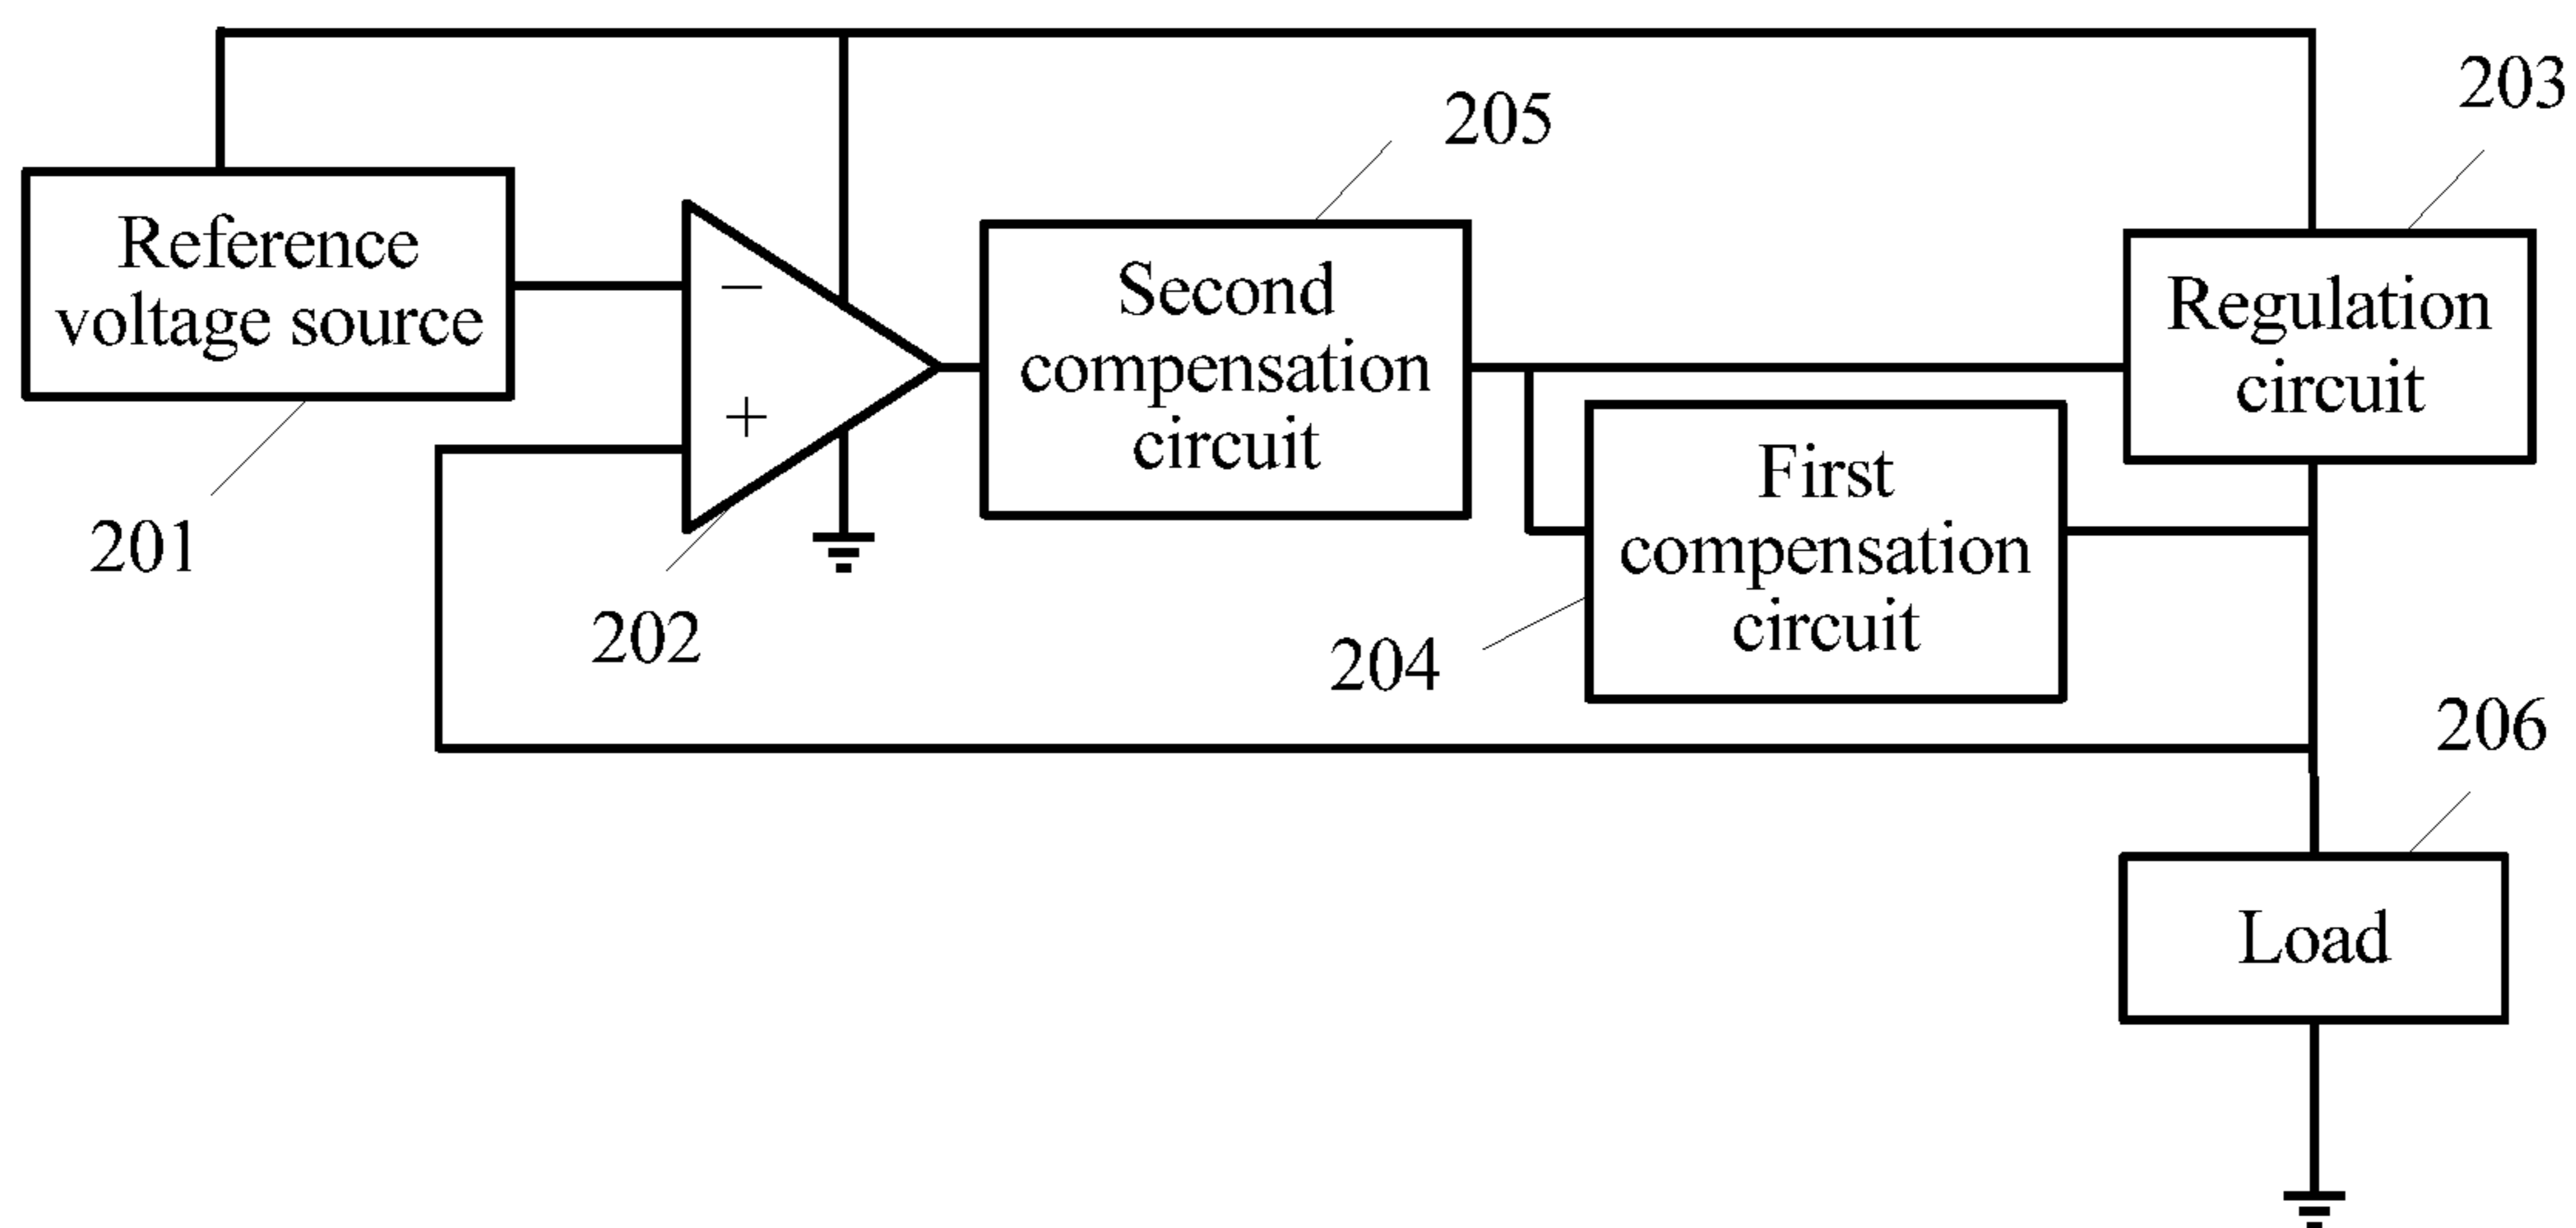 203
205
Reference
voltage source
−
+
Second
compensation
circuit
Regulation
circuit
First
compensation
circuit
201
202
204
206
Load